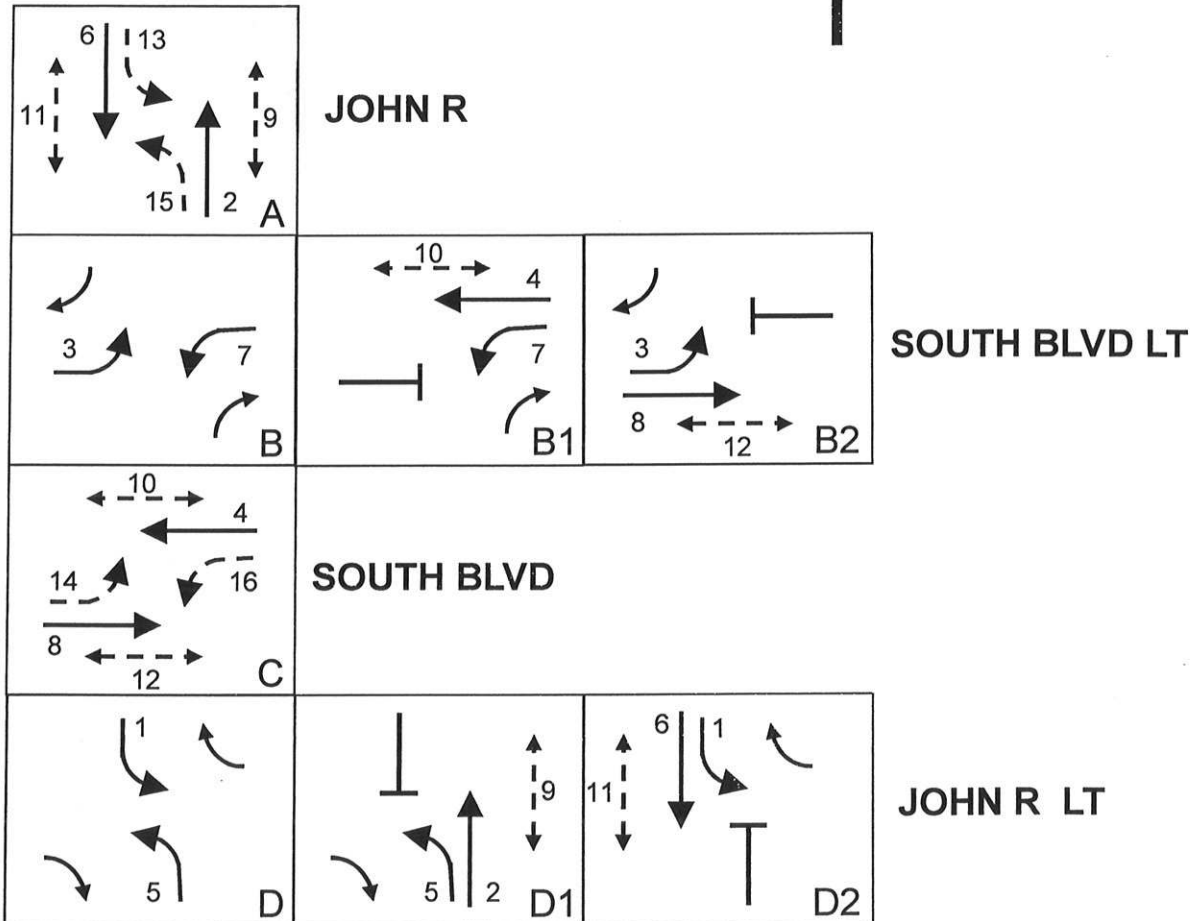 6 13
11 9
15 2 A
JOHN R
3 7 B
10 4 7 B1
3 8 12 B2
SOUTH BLVD LT
10 4
14 16
8 12 C
SOUTH BLVD
1 5 D
9 5 2 D1
6 1 11 D2
JOHN R LT